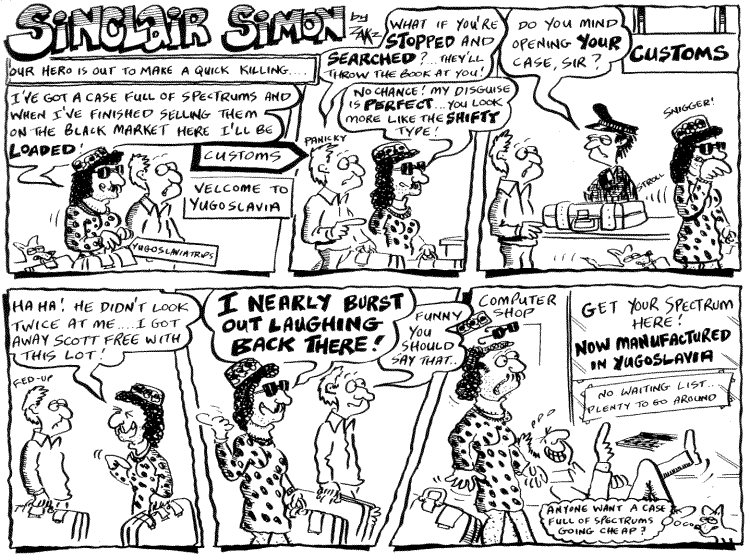 SINCLAIR SIMON
by
ZAKZ
OUR HERO IS OUT TO MAKE A QUICK KILLING....
I'VE GOT A CASE FULL OF SPECTRUMS AND
WHEN I'VE FINISHED SELLING THEM
ON THE BLACK MARKET HERE I'LL BE
LOADED!
CUSTOMS
WELCOME TO
YUGOSLAVIA
YUGOSLAVIATRIPS
WHAT IF YOU'RE
STOPPED AND
SEARCHED?...THEY'LL
THROW THE BOOK AT YOU!
NO CHANCE! MY DISGUISE
IS PERFECT...YOU LOOK
MORE LIKE THE SHIFTY
TYPE!
PANICKY
DO YOU MIND
OPENING YOUR
CASE, SIR?
CUSTOMS
SNIGGER!
STROLL
HA HA! HE DIDN'T LOOK
TWICE AT ME....I GOT
AWAY SCOTT FREE WITH
THIS LOT!
FED-UP
I NEARLY BURST
OUT LAUGHING
BACK THERE!
FUNNY
YOU
SHOULD
SAY THAT..
COMPUTER
SHOP
GET YOUR SPECTRUM
HERE!
NOW MANUFACTURED
IN YUGOSLAVIA
NO WAITING LIST..
PLENTY TO GO AROUND
ANYONE WANT A CASE
FULL OF SPECTRUMS
GOING CHEAP?